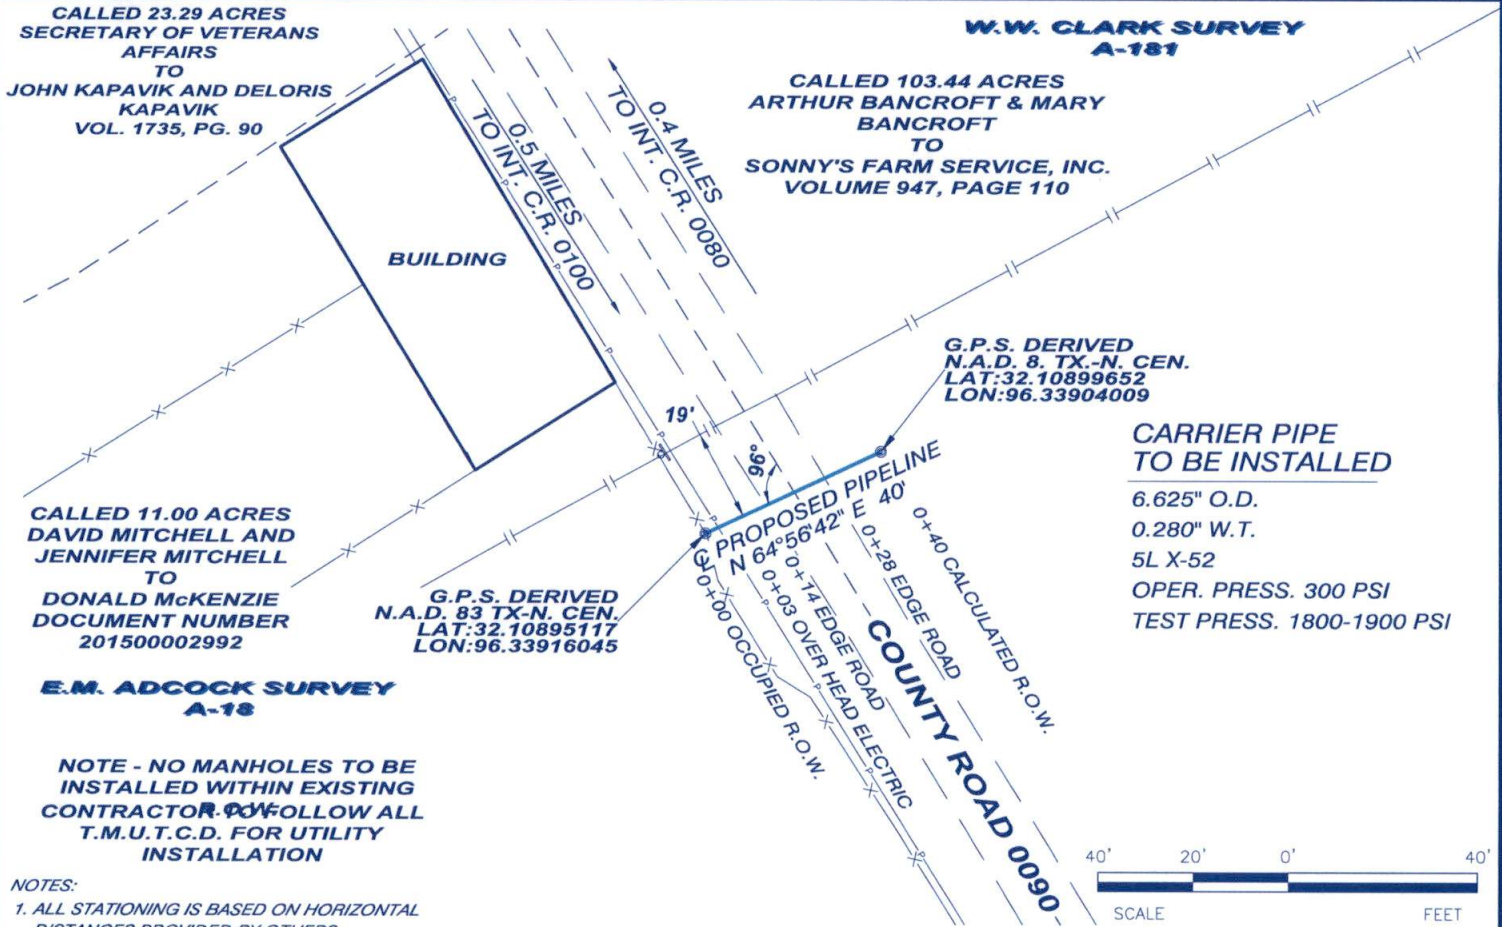 CALLED 23.29 ACRES
SECRETARY OF VETERANS
AFFAIRS
TO
JOHN KAPAVIK AND DELORIS
KAPAVIK
VOL. 1735, PG. 90
W.W. CLARK SURVEY
A-181
CALLED 103.44 ACRES
ARTHUR BANCROFT & MARY
BANCROFT
TO
SONNY'S FARM SERVICE, INC.
VOLUME 947, PAGE 110
0.5 MILES
TO INT. C.R. 0100
0.4 MILES
TO INT. C.R. 0080
BUILDING
G.P.S. DERIVED
N.A.D. 8. TX.-N. CEN.
LAT:32.10899652
LON:96.33904009
19'
96°
CARRIER PIPE
TO BE INSTALLED
6.625" O.D.
0.280" W.T.
5L X-52
OPER. PRESS. 300 PSI
TEST PRESS. 1800-1900 PSI
℄ PROPOSED PIPELINE
N 64°56'42" E 40'
CALLED 11.00 ACRES
DAVID MITCHELL AND
JENNIFER MITCHELL
TO
DONALD McKENZIE
DOCUMENT NUMBER
201500002992
G.P.S. DERIVED
N.A.D. 83 TX-N. CEN.
LAT:32.10895117
LON:96.33916045
0+00 OCCUPIED R.O.W.
0+03 OVER HEAD ELECTRIC
0+14 EDGE ROAD
0+28 EDGE ROAD
0+40 CALCULATED R.O.W.
COUNTY ROAD 0090
E.M. ADCOCK SURVEY
A-18
NOTE - NO MANHOLES TO BE
INSTALLED WITHIN EXISTING
R.O.W.
CONTRACTOR TO FOLLOW ALL
T.M.U.T.C.D. FOR UTILITY
INSTALLATION
NOTES:
1. ALL STATIONING IS BASED ON HORIZONTAL
DISTANCES PROVIDED BY OTHERS
40' 20' 0' 40'
SCALE FEET